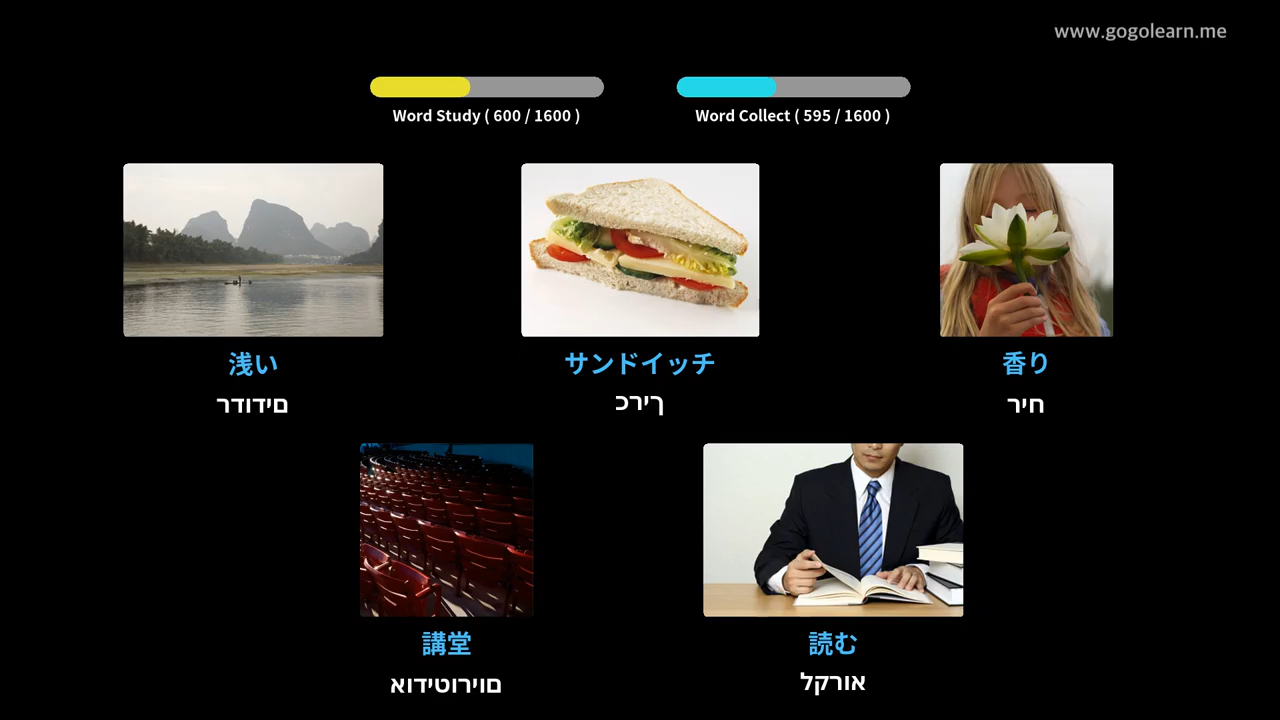 www.gogolearn.me
Word Study ( 600 / 1600 )
Word Collect ( 595 / 1600 )
浅い
םידודר
サンドイッチ
ךירכ
香り
חיר
講堂
םוירוטידוא
読む
אורקל